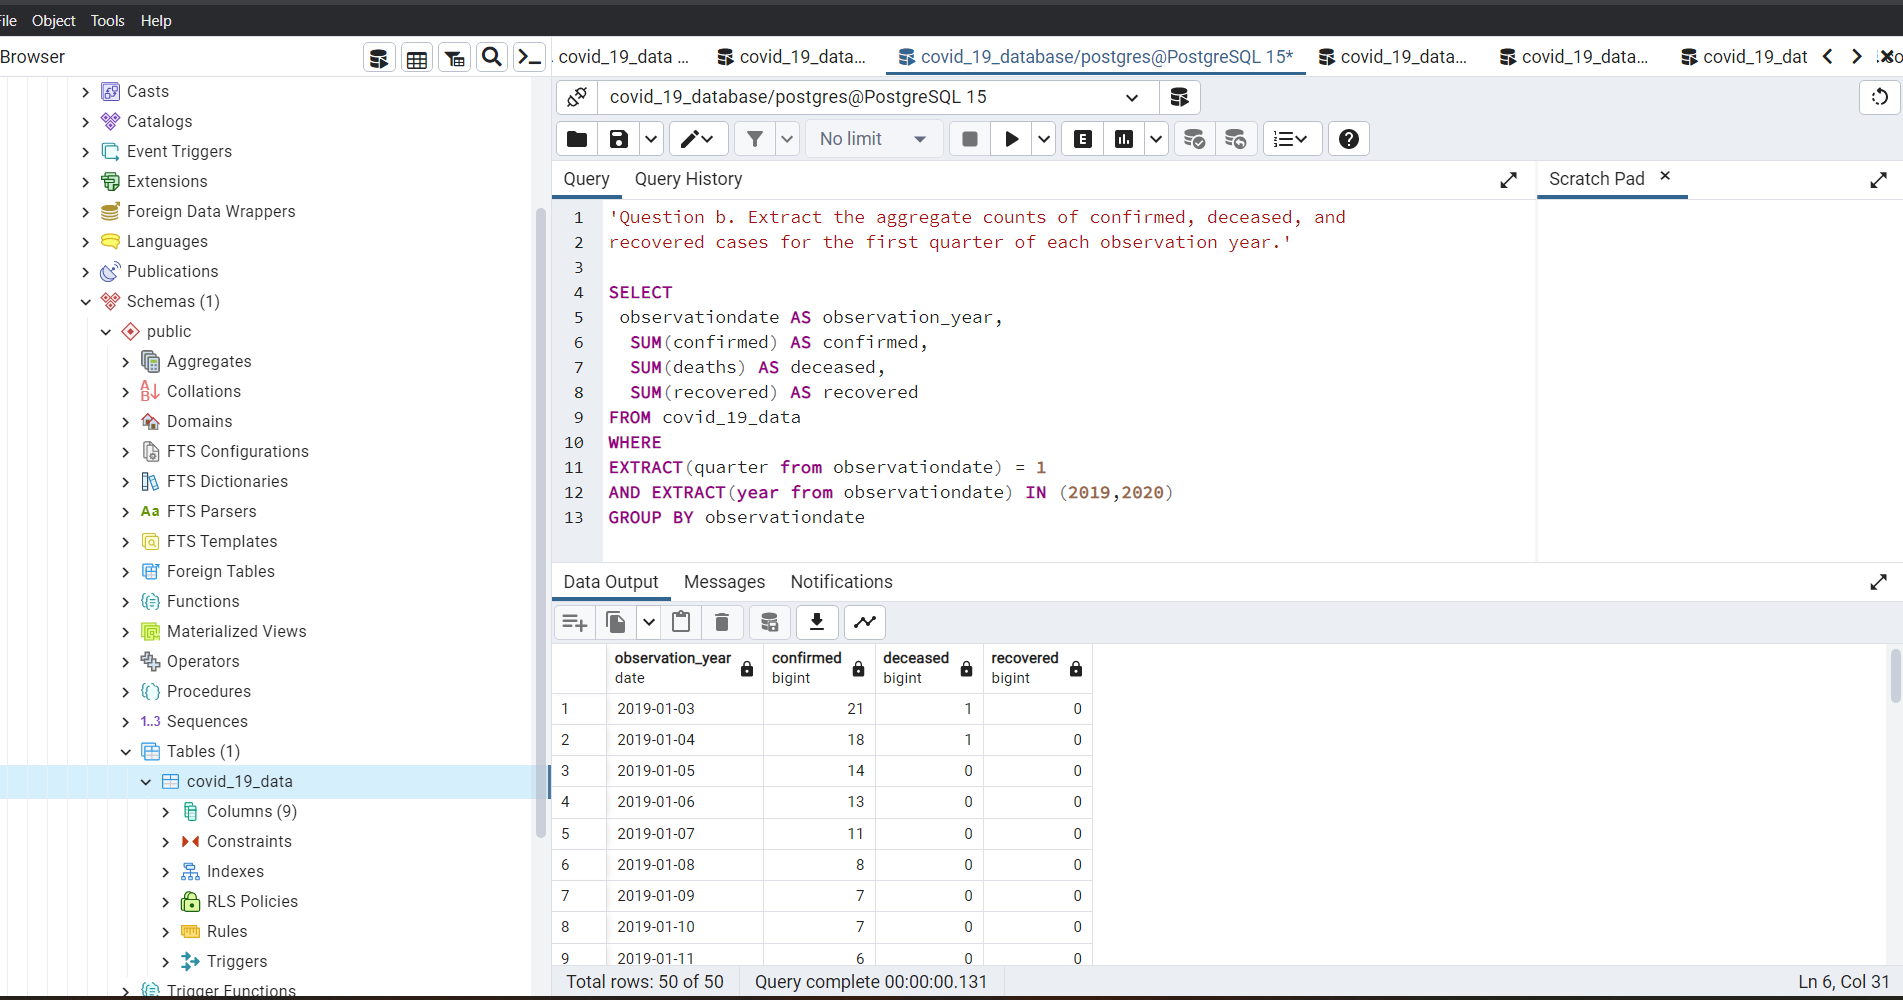 File Object Tools Help
Browser
covid_19_data ...
covid_19_data...
covid_19_database/postgres@PostgreSQL 15*
covid_19_data...
covid_19_data...
covid_19_dat
covid_19_database/postgres@PostgreSQL 15
No limit
E
Query Query History
Scratch Pad
1 'Question b. Extract the aggregate counts of confirmed, deceased, and
2 recovered cases for the first quarter of each observation year.'
3
4 SELECT
5 observationdate AS observation_year,
6 SUM(confirmed) AS confirmed,
7 SUM(deaths) AS deceased,
8 SUM(recovered) AS recovered
9 FROM covid_19_data
10 WHERE
11 EXTRACT(quarter from observationdate) = 1
12 AND EXTRACT(year from observationdate) IN (2019,2020)
13 GROUP BY observationdate
Casts
Catalogs
Event Triggers
Extensions
Foreign Data Wrappers
Languages
Publications
Schemas (1)
public
Aggregates
Collations
Domains
FTS Configurations
FTS Dictionaries
Aa FTS Parsers
FTS Templates
Foreign Tables
Functions
Materialized Views
Operators
Procedures
1..3 Sequences
Tables (1)
covid_19_data
Columns (9)
Constraints
Indexes
RLS Policies
Rules
Triggers
Trigger Functions
Data Output Messages Notifications
observation_year confirmed deceased recovered
date bigint bigint bigint
1 2019-01-03 21 1 0
2 2019-01-04 18 1 0
3 2019-01-05 14 0 0
4 2019-01-06 13 0 0
5 2019-01-07 11 0 0
6 2019-01-08 8 0 0
7 2019-01-09 7 0 0
8 2019-01-10 7 0 0
9 2019-01-11 6 0 0
Total rows: 50 of 50 Query complete 00:00:00.131 Ln 6, Col 31